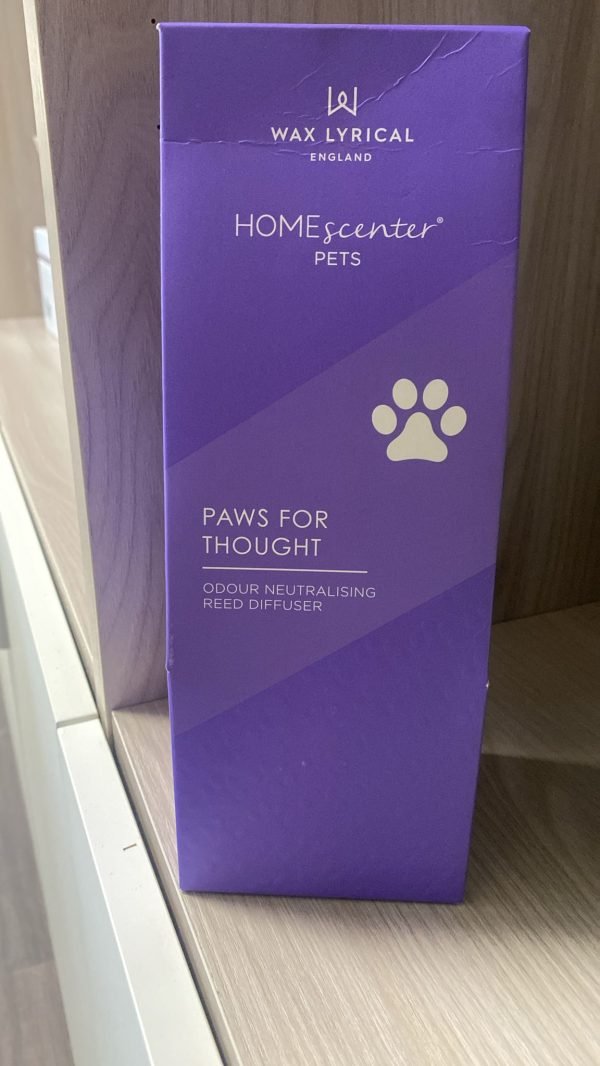 WAX LYRICAL
ENGLAND
HOMEscenter®
PETS
PAWS FOR
THOUGHT
ODOUR NEUTRALISING
REED DIFFUSER